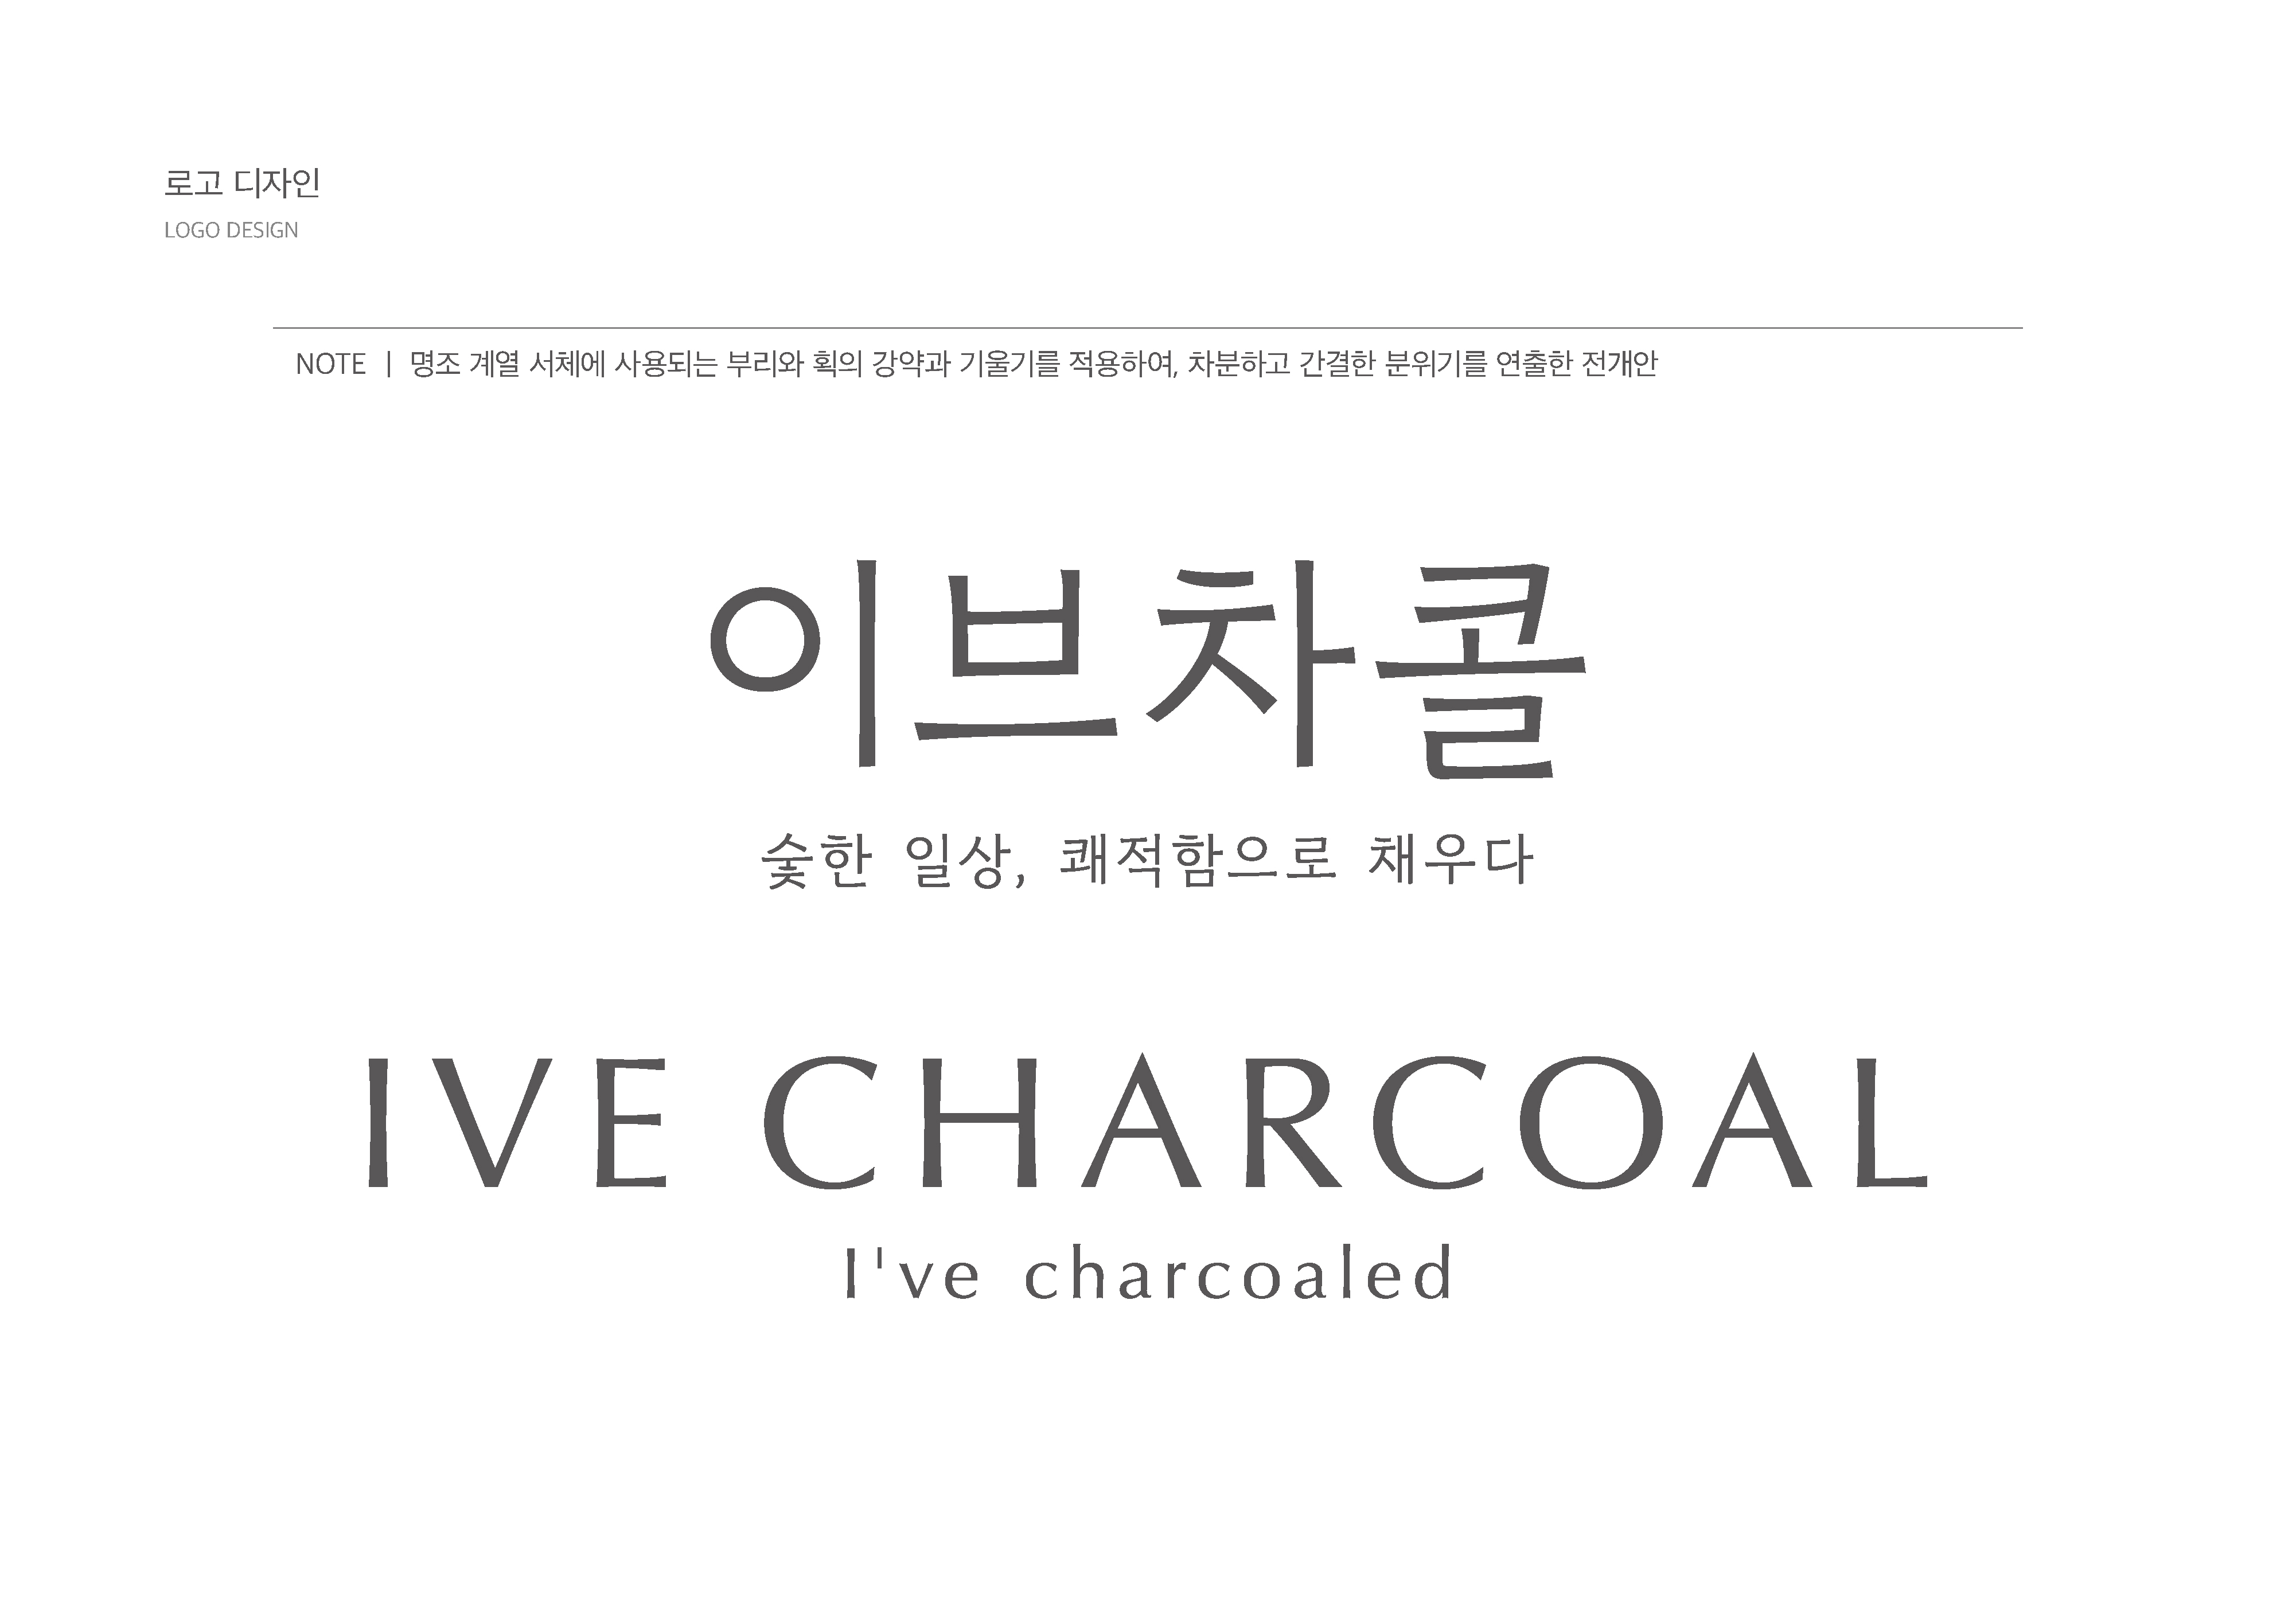 로고 디자인
LOGO DESIGN
NOTE | 명조 계열 서체에 사용되는 부리와 획의 강약과 기울기를 적용하여, 차분하고 간결한 분위기를 연출한 전개안
이브차콜
숯한 일상, 쾌적함으로 채우다
IVE CHARCOAL
I've charcoaled